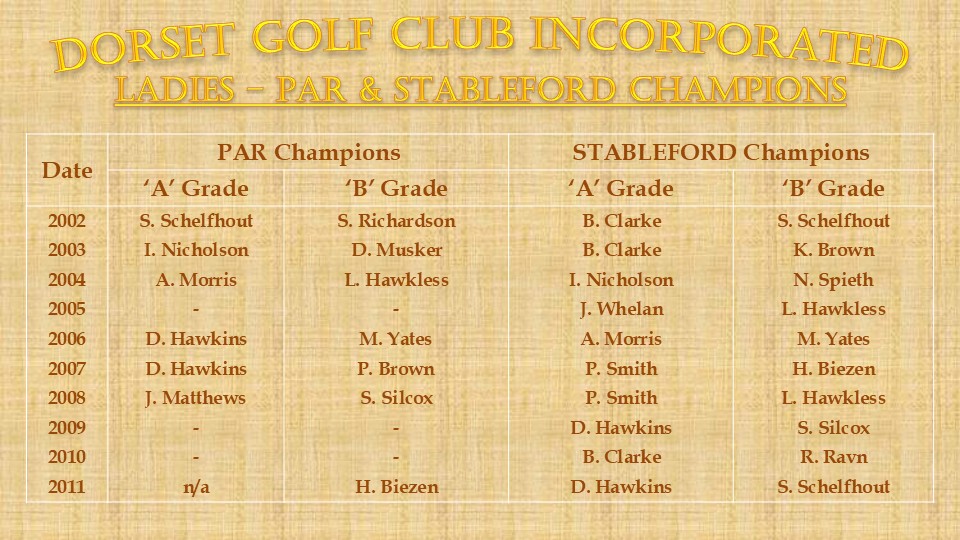 DORSET GOLF CLUB INCORPORATED
LADIES – PAR & STABLEFORD CHAMPIONS
Date PAR Champions STABLEFORD Champions
‘A’ Grade ‘B’ Grade ‘A’ Grade ‘B’ Grade
2002 S. Schelfhout S. Richardson B. Clarke S. Schelfhout
2003 I. Nicholson D. Musker B. Clarke K. Brown
2004 A. Morris L. Hawkless I. Nicholson N. Spieth
2005 - - J. Whelan L. Hawkless
2006 D. Hawkins M. Yates A. Morris M. Yates
2007 D. Hawkins P. Brown P. Smith H. Biezen
2008 J. Matthews S. Silcox P. Smith L. Hawkless
2009 - - D. Hawkins S. Silcox
2010 - - B. Clarke R. Ravn
2011 n/a H. Biezen D. Hawkins S. Schelfhout